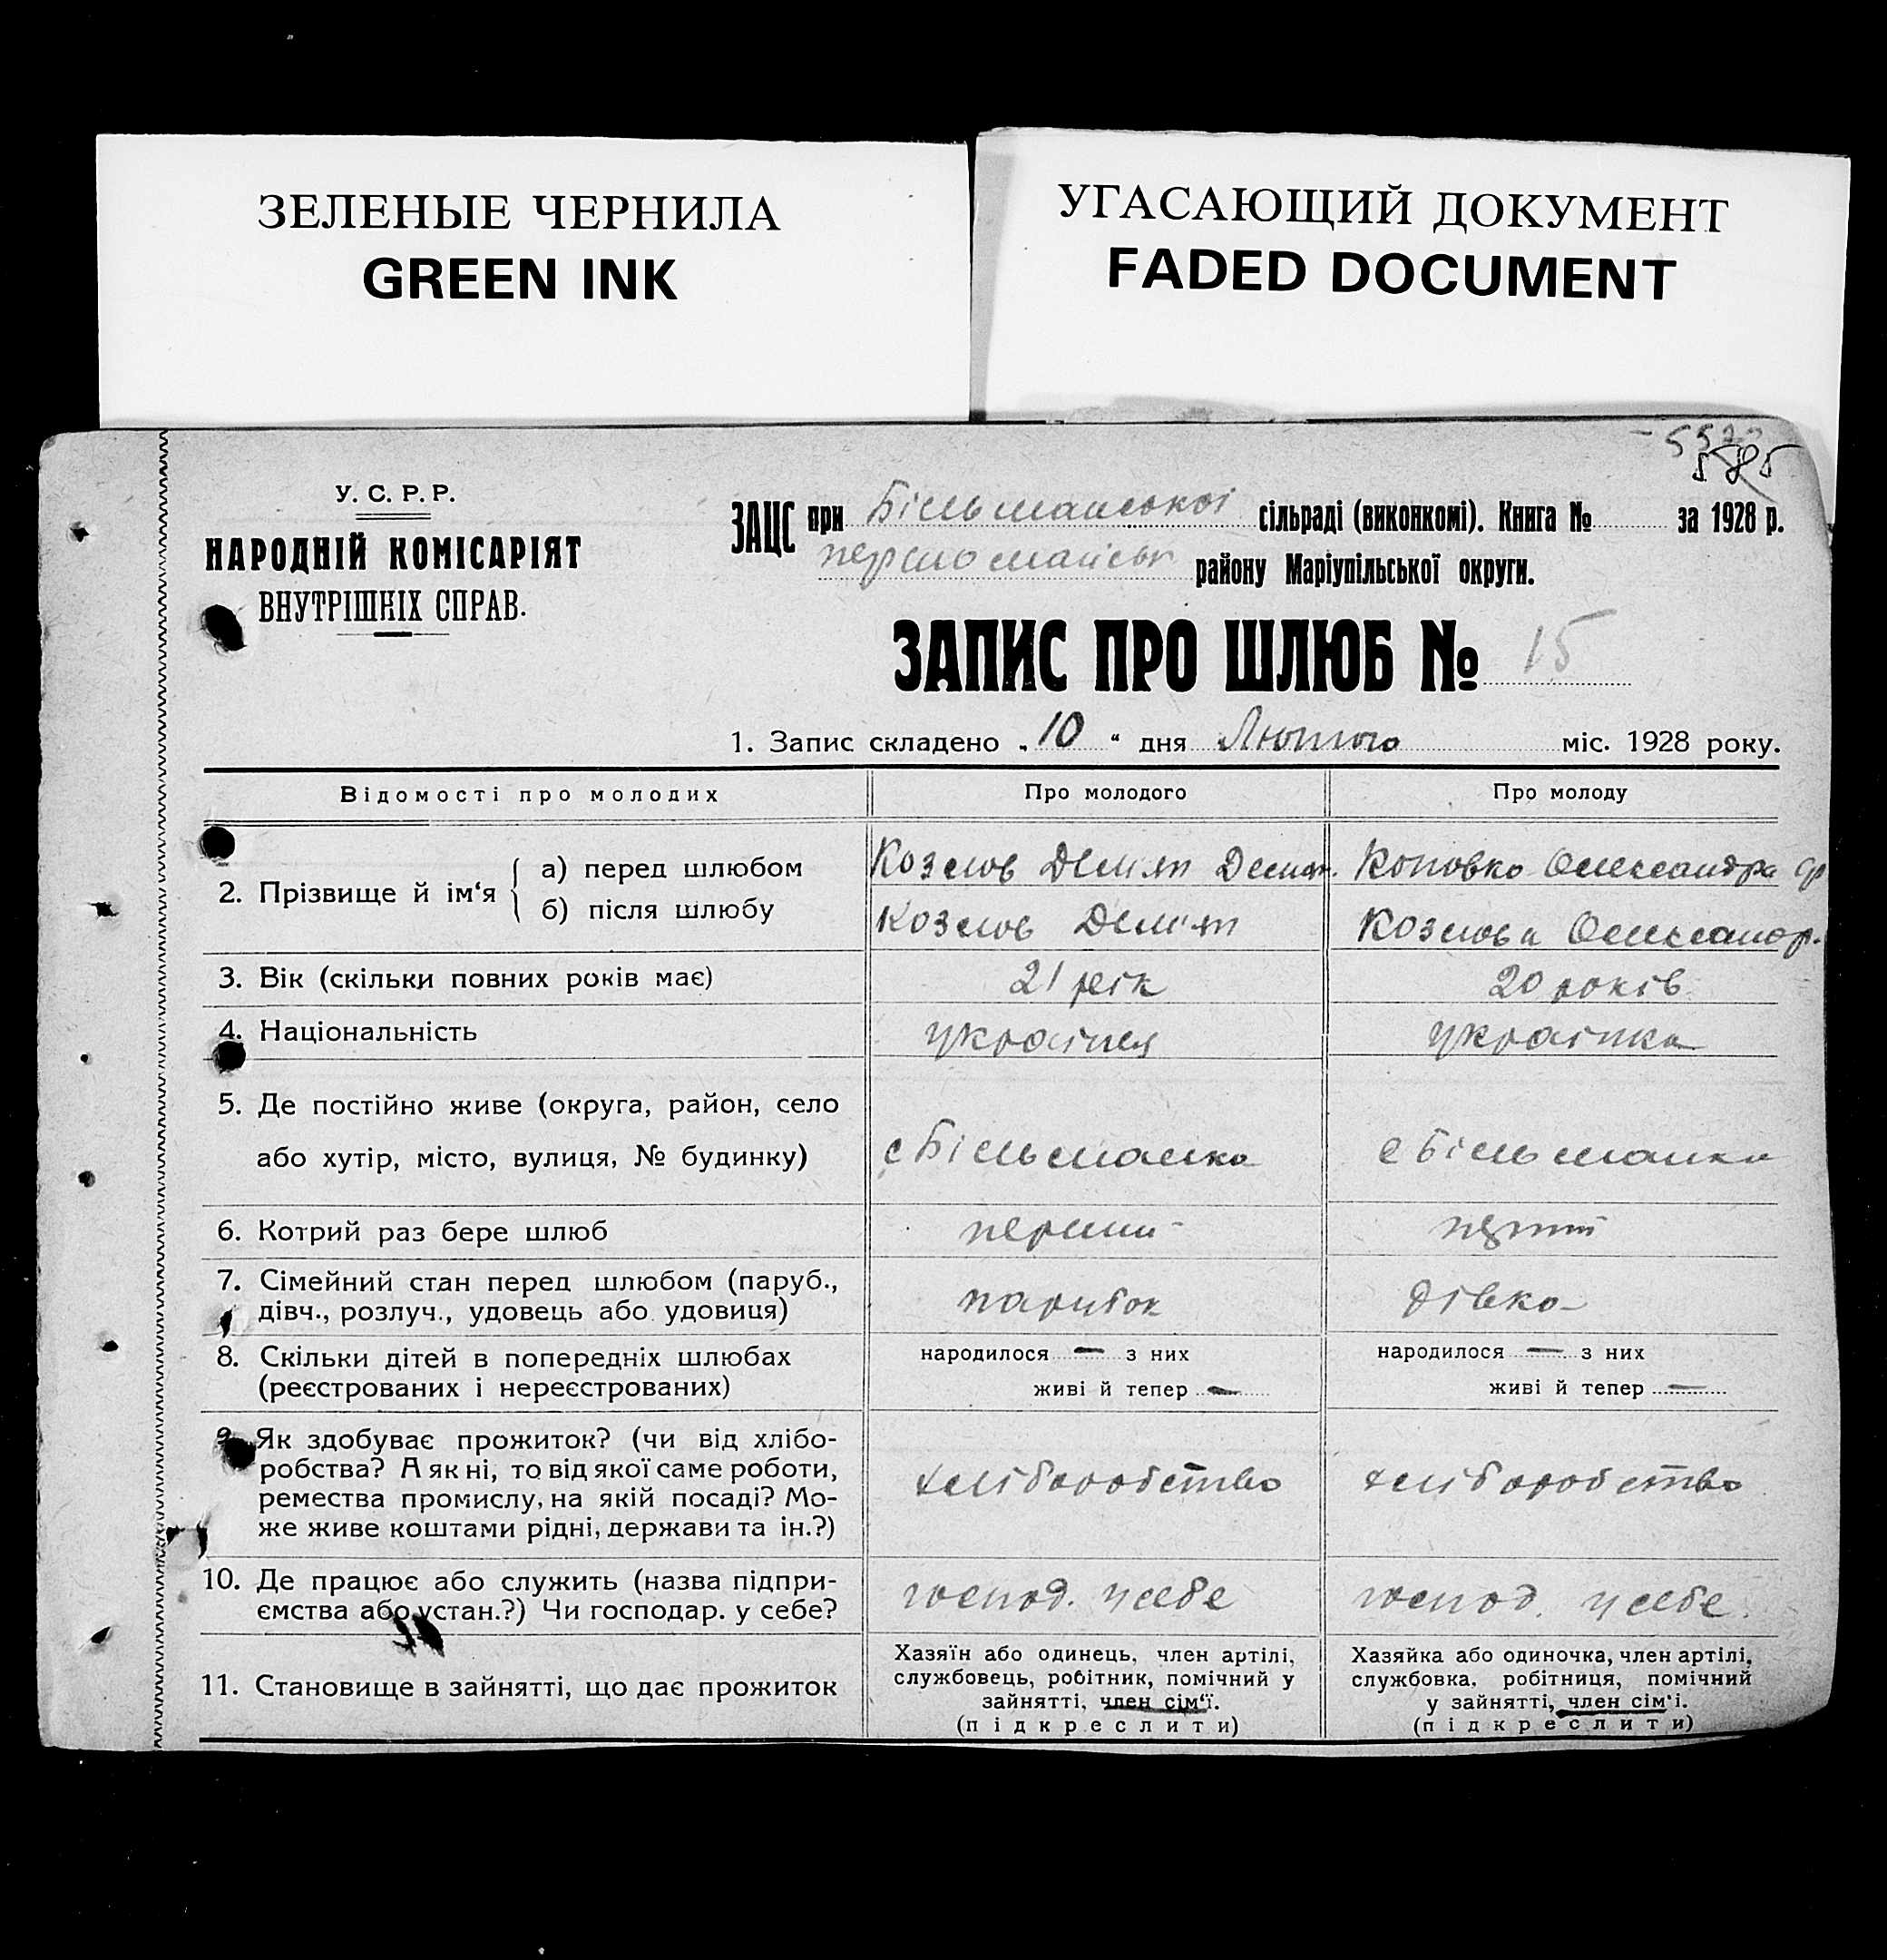 ЗЕЛЕНЫЕ ЧЕРНИЛА
GREEN INK
УГАСАЮЩИЙ ДОКУМЕНТ
FADED DOCUMENT
585
У. С. Р. Р.
НАРОДНІЙ КОМІСАРІЯТ
ВНУТРІШНІХ СПРАВ.
ЗАЦС при Більманської сільраді (виконкомі). Книга № за 1928 р.
першомайськ району Маріупільської округи.
ЗАПИС ПРО ШЛЮБ № 15
1. Запис складено „ 10 “ дня Лютого міс. 1928 року.
Відомості про молодих Про молодого Про молоду
2. Прізвище й ім‘я
а) перед шлюбом Козлов Дем'ян Демян. Коповко Олександра
б) після шлюбу Козлов Дем'ян Козлова Олександр.
3. Вік (скільки повних років має) 21 рік 20 років
4. Національність українец українка
5. Де постійно живе (округа, район, село
або хутір, місто, вулиця, № будинку) с Більманка с Більманка
6. Котрий раз бере шлюб перший
7. Сімейний стан перед шлюбом (паруб.,
дівч., розлуч., удовець або удовиця) парубок дівка
8. Скільки дітей в попередніх шлюбах народилося — з них народилося — з них
(реєстрованих і нереєстрованих) живі й тепер — живі й тепер —
9. Як здобуває прожиток? (чи від хлібо-
робства? А як ні, то від якої саме роботи, хліборобство хліборобство
ремества промислу, на якій посаді? Мо-
же живе коштами рідні, держави та ін.?)
10. Де працює або служить (назва підпри-
ємства або устан.?) Чи господар. у себе? господ. у себе господ. у себе.
11. Становище в зайнятті, що дає прожиток
Хазяїн або одинець, член артілі,
службовець, робітник, помічний у
зайнятті, член сім‘ї.
(підкреслити)
Хазяйка або одиночка, член артілі,
службовка, робітниця, помічний
у зайнятті, член сім‘ї.
(підкреслити)